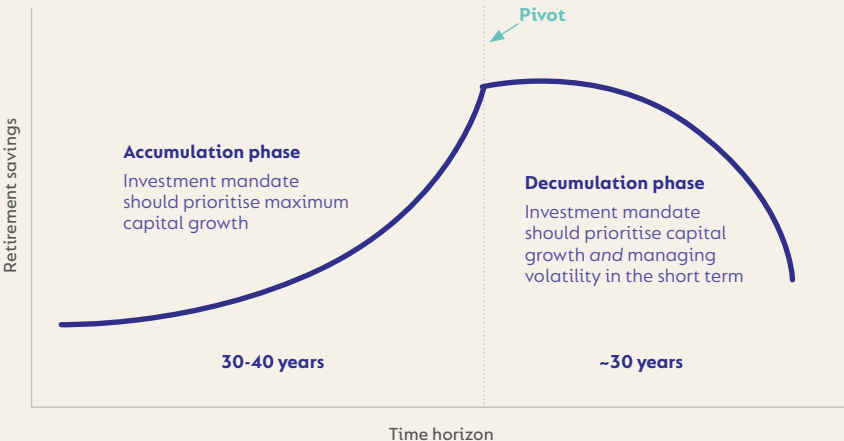 Pivot
Retirement savings
Accumulation phase
Investment mandate
should prioritise maximum
capital growth
Decumulation phase
Investment mandate
should prioritise capital
growth and managing
volatility in the short term
30-40 years
~30 years
Time horizon